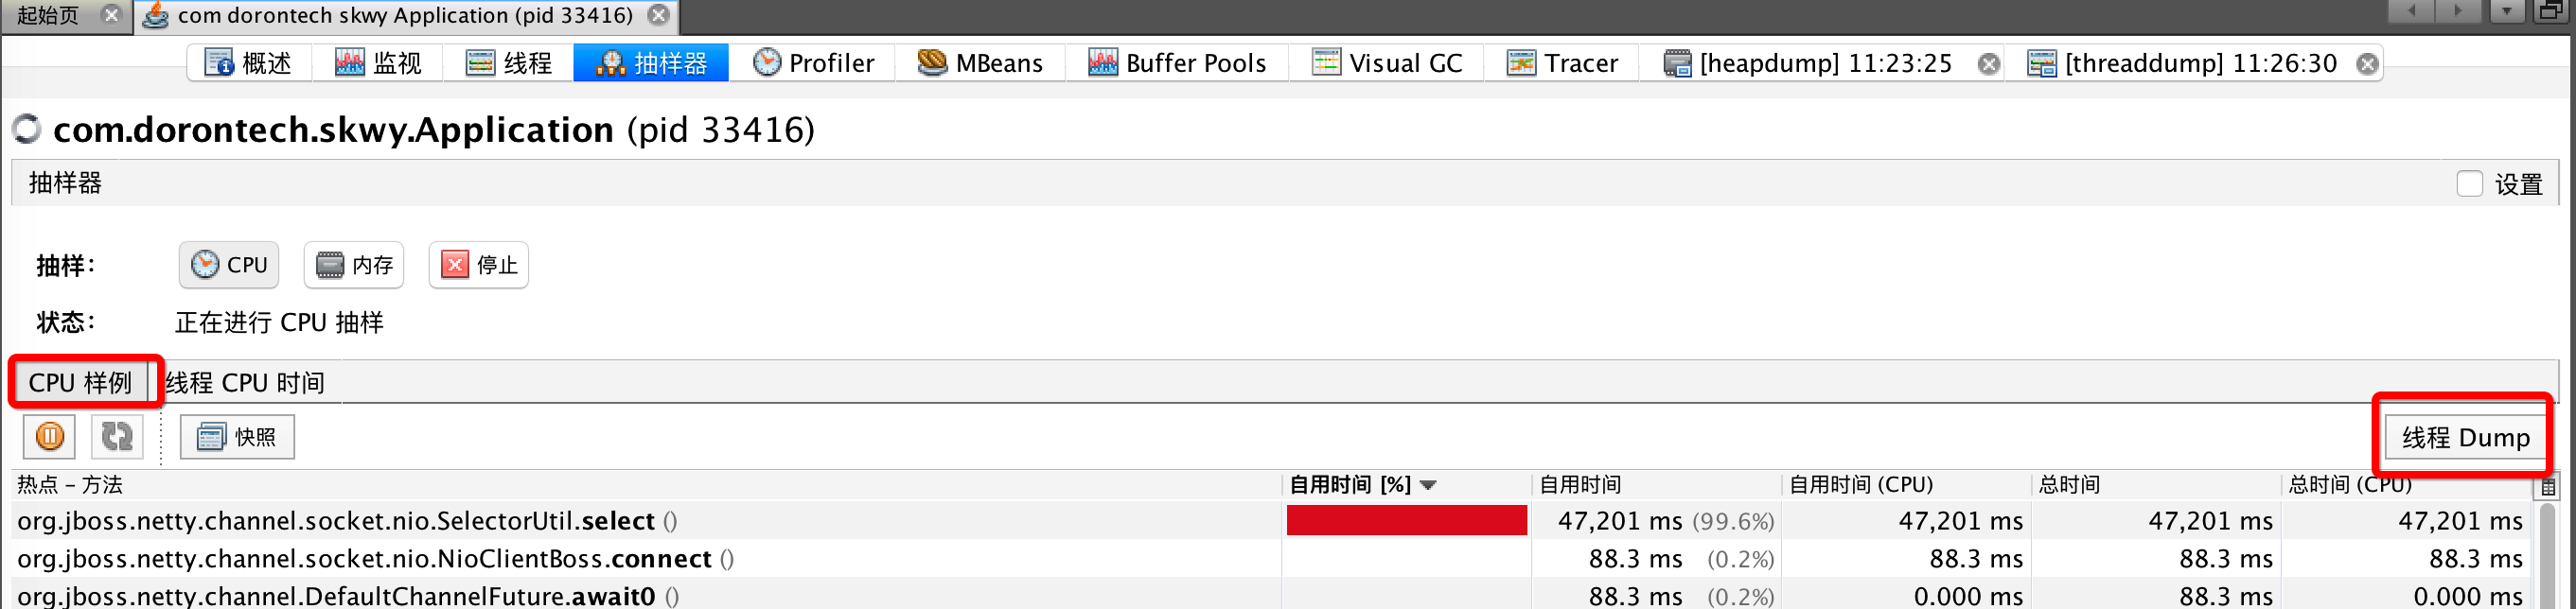 起始页 com dorontech skwy Application (pid 33416)
概述 监视 线程 抽样器 Profiler MBeans Buffer Pools Visual GC Tracer [heapdump] 11:23:25 [threaddump] 11:26:30
com.dorontech.skwy.Application (pid 33416)
抽样器 设置
抽样: CPU 内存 停止
状态: 正在进行 CPU 抽样
CPU 样例 线程 CPU 时间
快照 线程 Dump
热点 – 方法 自用时间 [%] 自用时间 自用时间 (CPU) 总时间 总时间 (CPU)
org.jboss.netty.channel.socket.nio.SelectorUtil.select () 47,201 ms (99.6%) 47,201 ms 47,201 ms 47,201 ms
org.jboss.netty.channel.socket.nio.NioClientBoss.connect () 88.3 ms (0.2%) 88.3 ms 88.3 ms 88.3 ms
org.jboss.netty.channel.DefaultChannelFuture.await0 () 88.3 ms (0.2%) 0.000 ms 88.3 ms 0.000 ms